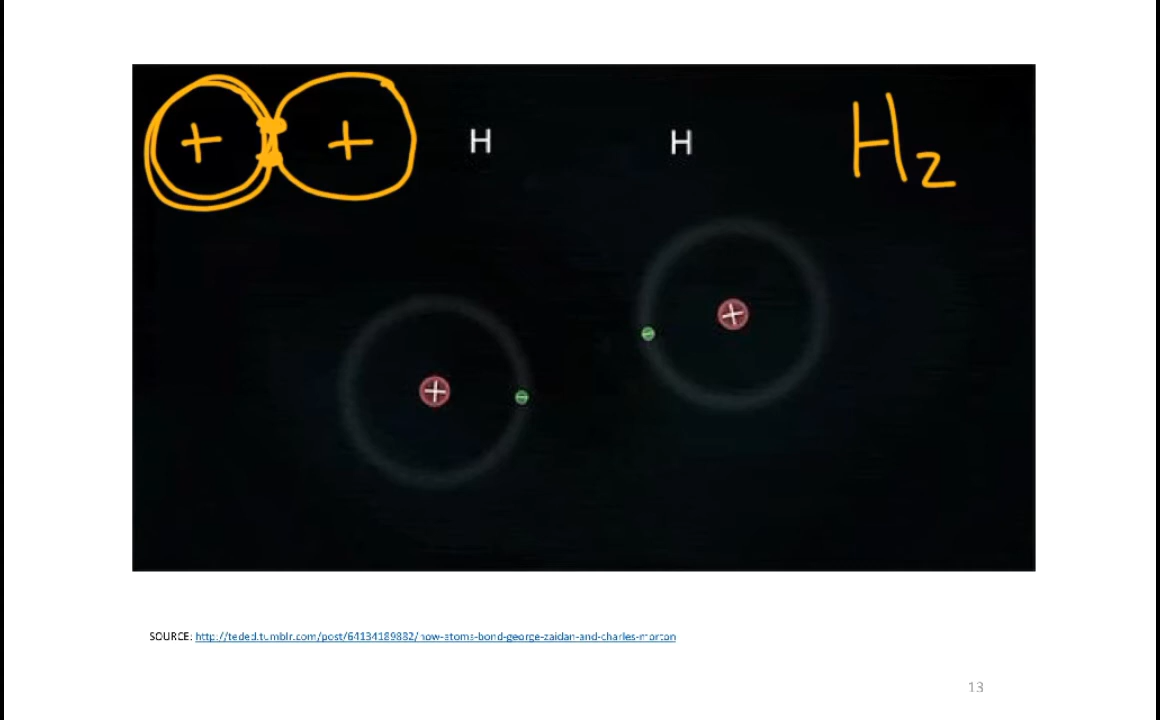 + + H H H2
+ -
- +
SOURCE: http://teded.tumblr.com/post/64134189882/how-atoms-bond-george-zaidan-and-charles-morton
13